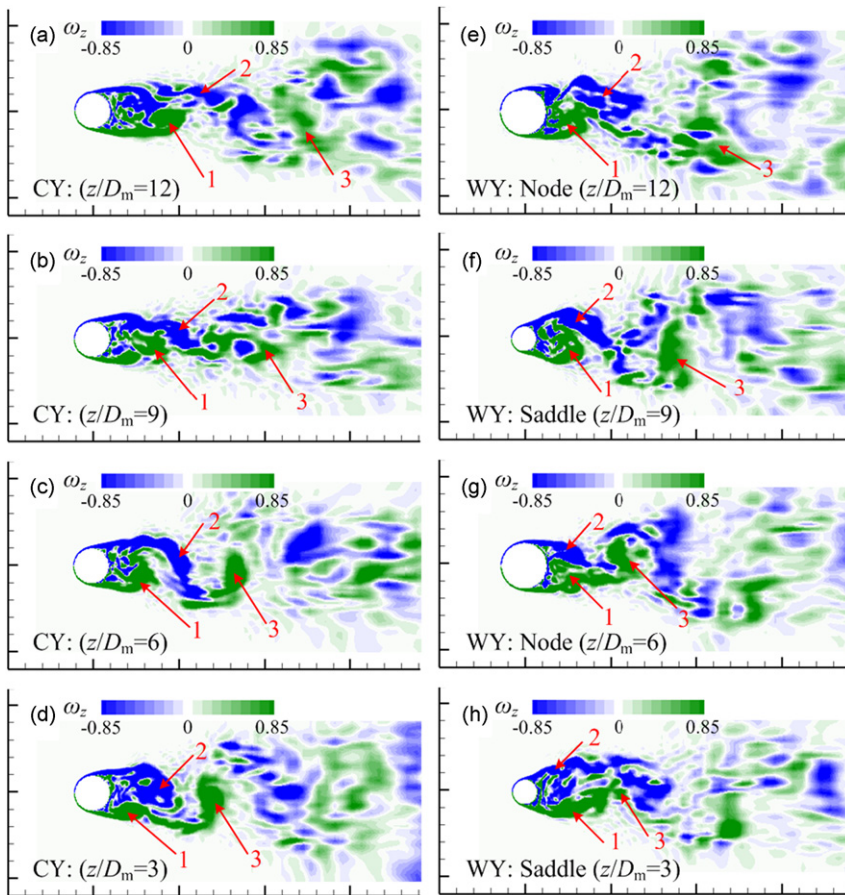 (a) ωz
-0.85 0 0.85
2
1
3
CY: (z/Dm=12)
(e) ωz
-0.85 0 0.85
2
1
3
WY: Node (z/Dm=12)
(b) ωz
-0.85 0 0.85
2
1
3
CY: (z/Dm=9)
(f) ωz
-0.85 0 0.85
2
1
3
WY: Saddle (z/Dm=9)
(c) ωz
-0.85 0 0.85
2
1
3
CY: (z/Dm=6)
(g) ωz
-0.85 0 0.85
2
1
3
WY: Node (z/Dm=6)
(d) ωz
-0.85 0 0.85
2
1
3
CY: (z/Dm=3)
(h) ωz
-0.85 0 0.85
2
1
3
WY: Saddle (z/Dm=3)